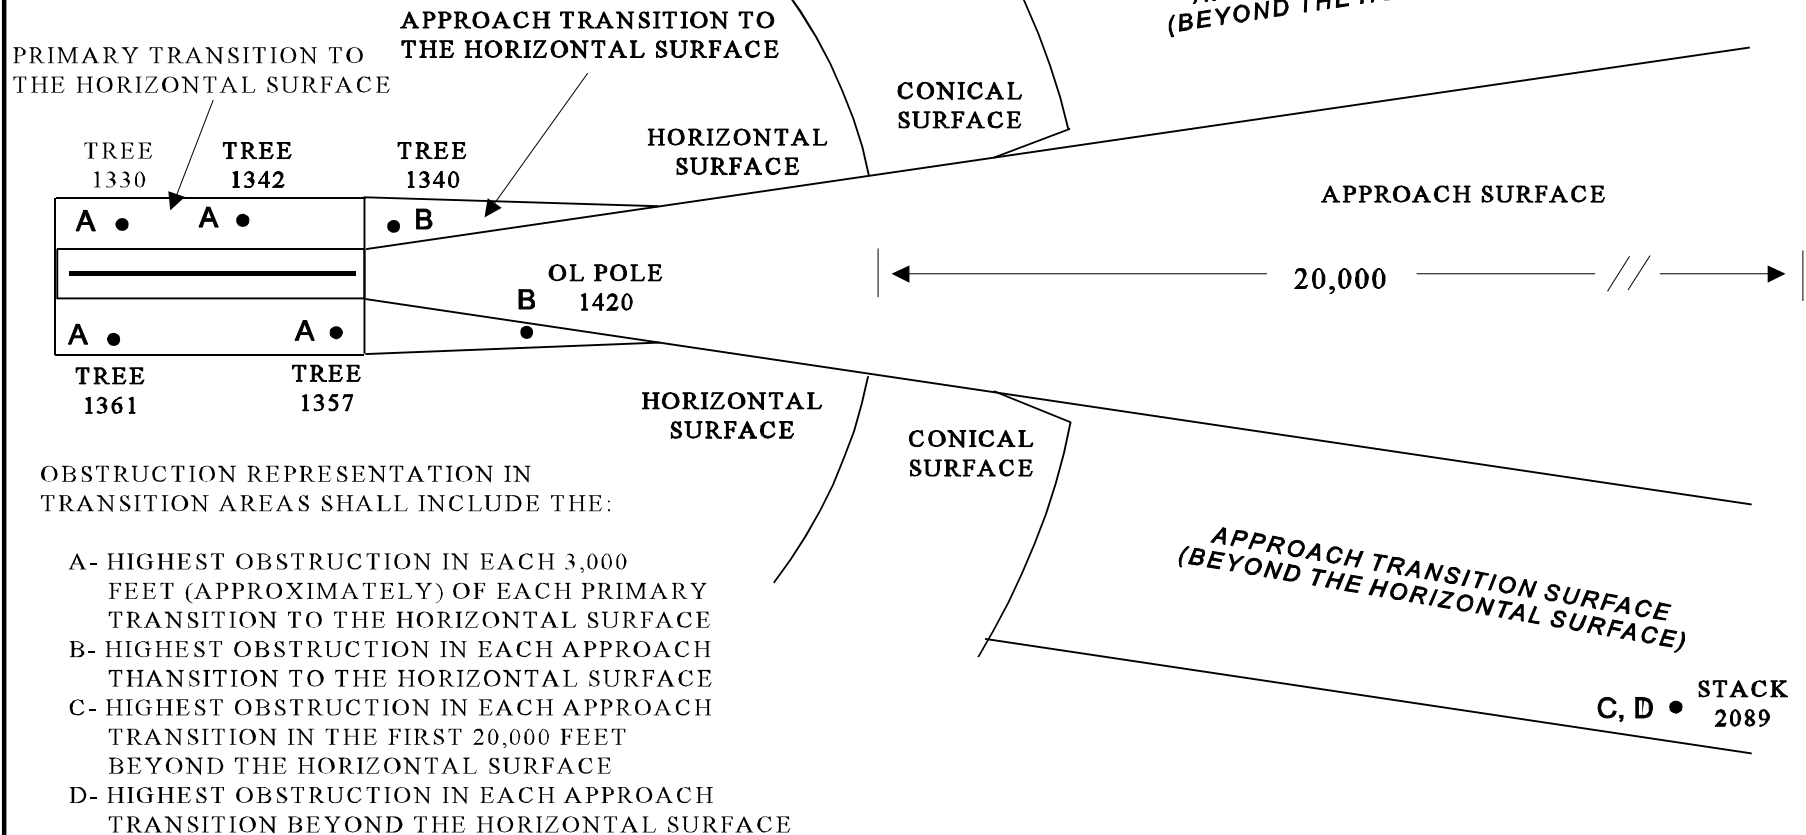 (BEYOND THE
APPROACH TRANSITION TO
THE HORIZONTAL SURFACE
PRIMARY TRANSITION TO
THE HORIZONTAL SURFACE
CONICAL
SURFACE
HORIZONTAL
SURFACE
TREE
1330
TREE
1342
TREE
1340
APPROACH SURFACE
A
A
B
OL POLE
1420
B
20,000
A
A
TREE
1361
TREE
1357
HORIZONTAL
SURFACE
CONICAL
SURFACE
OBSTRUCTION REPRESENTATION IN
TRANSITION AREAS SHALL INCLUDE THE:
A- HIGHEST OBSTRUCTION IN EACH 3,000
FEET (APPROXIMATELY) OF EACH PRIMARY
TRANSITION TO THE HORIZONTAL SURFACE
B- HIGHEST OBSTRUCTION IN EACH APPROACH
THANSITION TO THE HORIZONTAL SURFACE
C- HIGHEST OBSTRUCTION IN EACH APPROACH
TRANSITION IN THE FIRST 20,000 FEET
BEYOND THE HORIZONTAL SURFACE
D- HIGHEST OBSTRUCTION IN EACH APPROACH
TRANSITION BEYOND THE HORIZONTAL SURFACE
APPROACH TRANSITION SURFACE
(BEYOND THE HORIZONTAL SURFACE)
C, D
STACK
2089